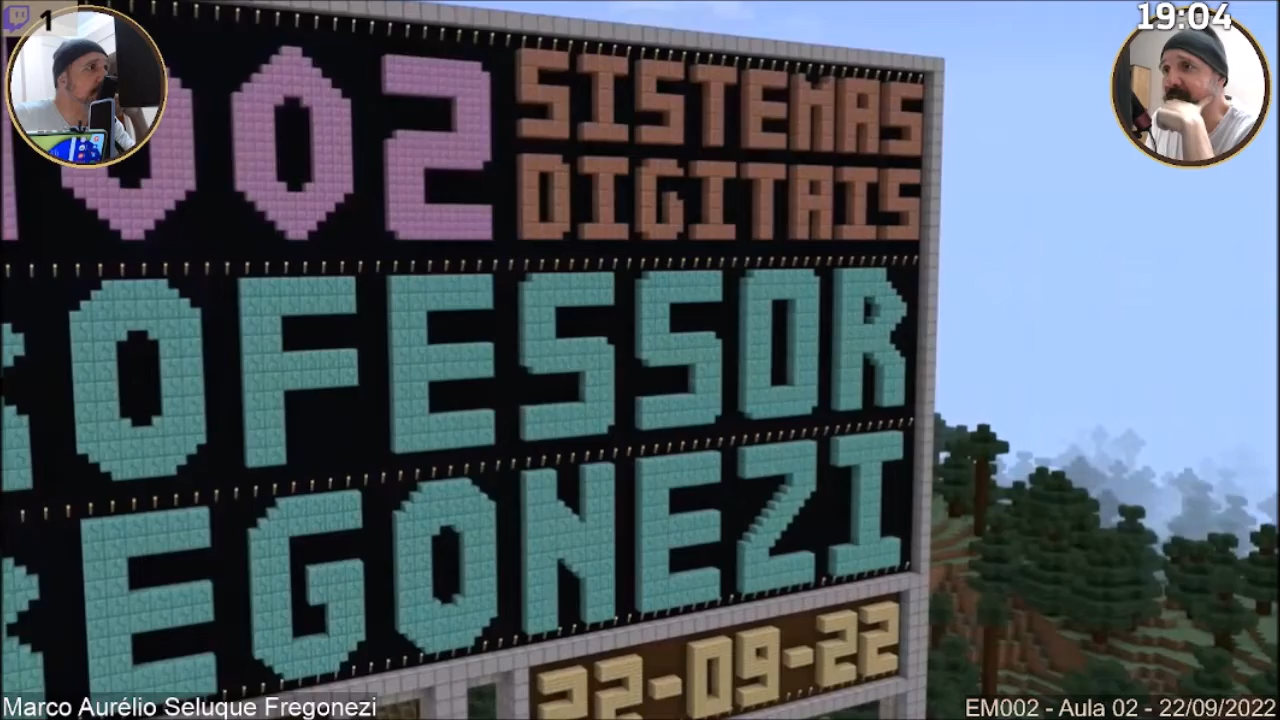 1
19:04
002
SISTEMAS
DIGITAIS
OFESSOR
EGONEZI
22-09-22
Marco Aurélio Seluque Fregonezi
EM002 - Aula 02 - 22/09/2022